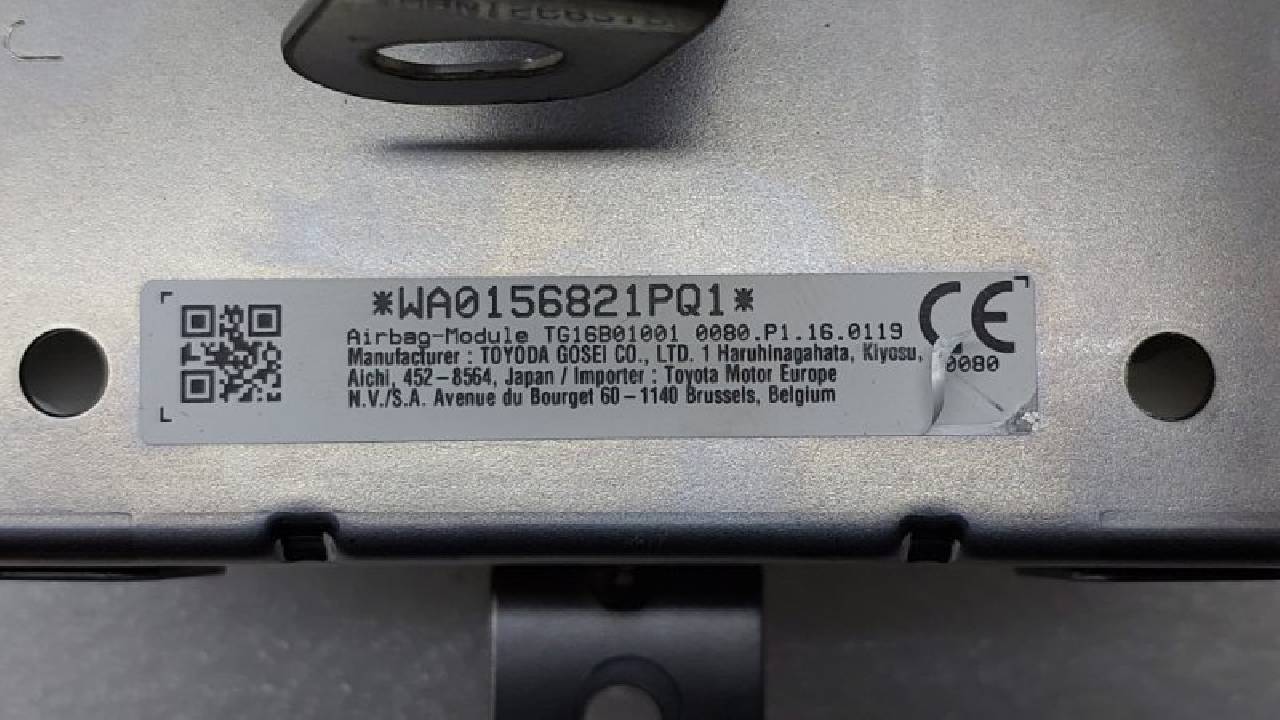 *WA0156821PQ1*
Airbag-Module TG16B01001 0080.P1.16.0119
Manufacturer : TOYODA GOSEI CO., LTD. 1 Haruhinagahata, Kiyosu,
Aichi, 452-8564, Japan / Importer : Toyota Motor Europe
N.V./S.A. Avenue du Bourget 60-1140 Brussels, Belgium
CE
0080